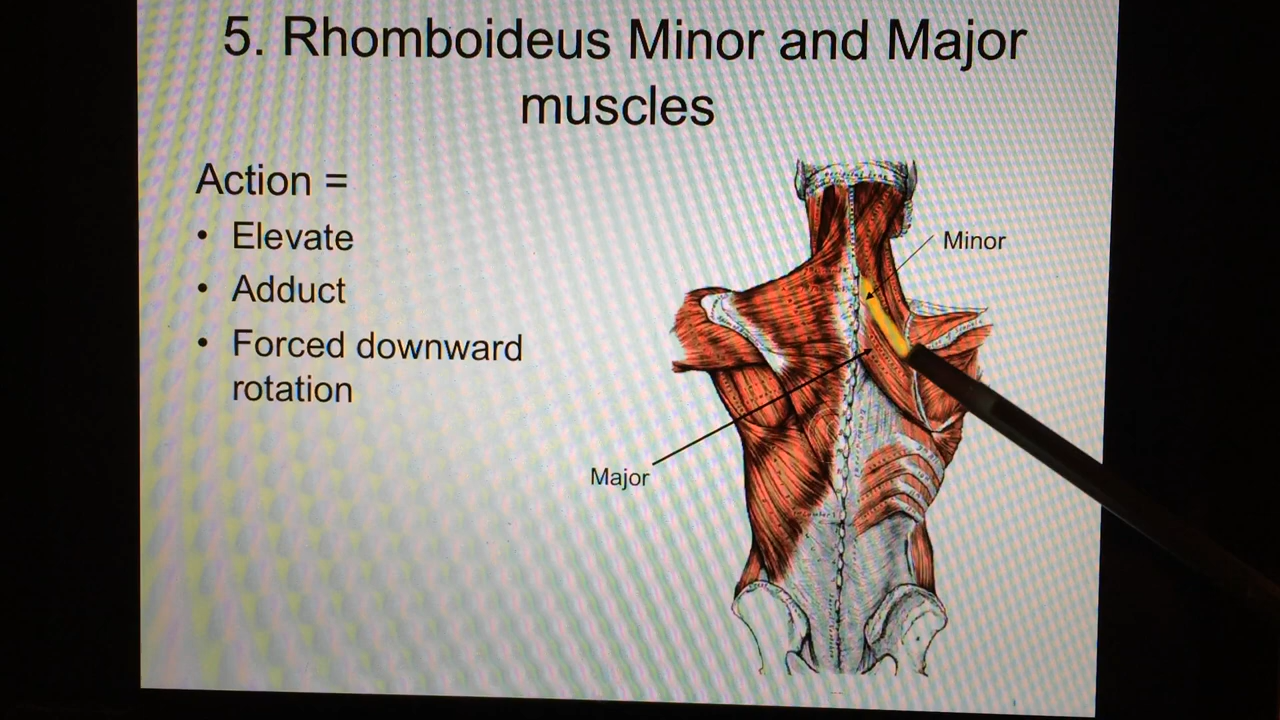 5. Rhomboideus Minor and Major
muscles
Action =
• Elevate
• Adduct
• Forced downward
rotation
Minor
Major